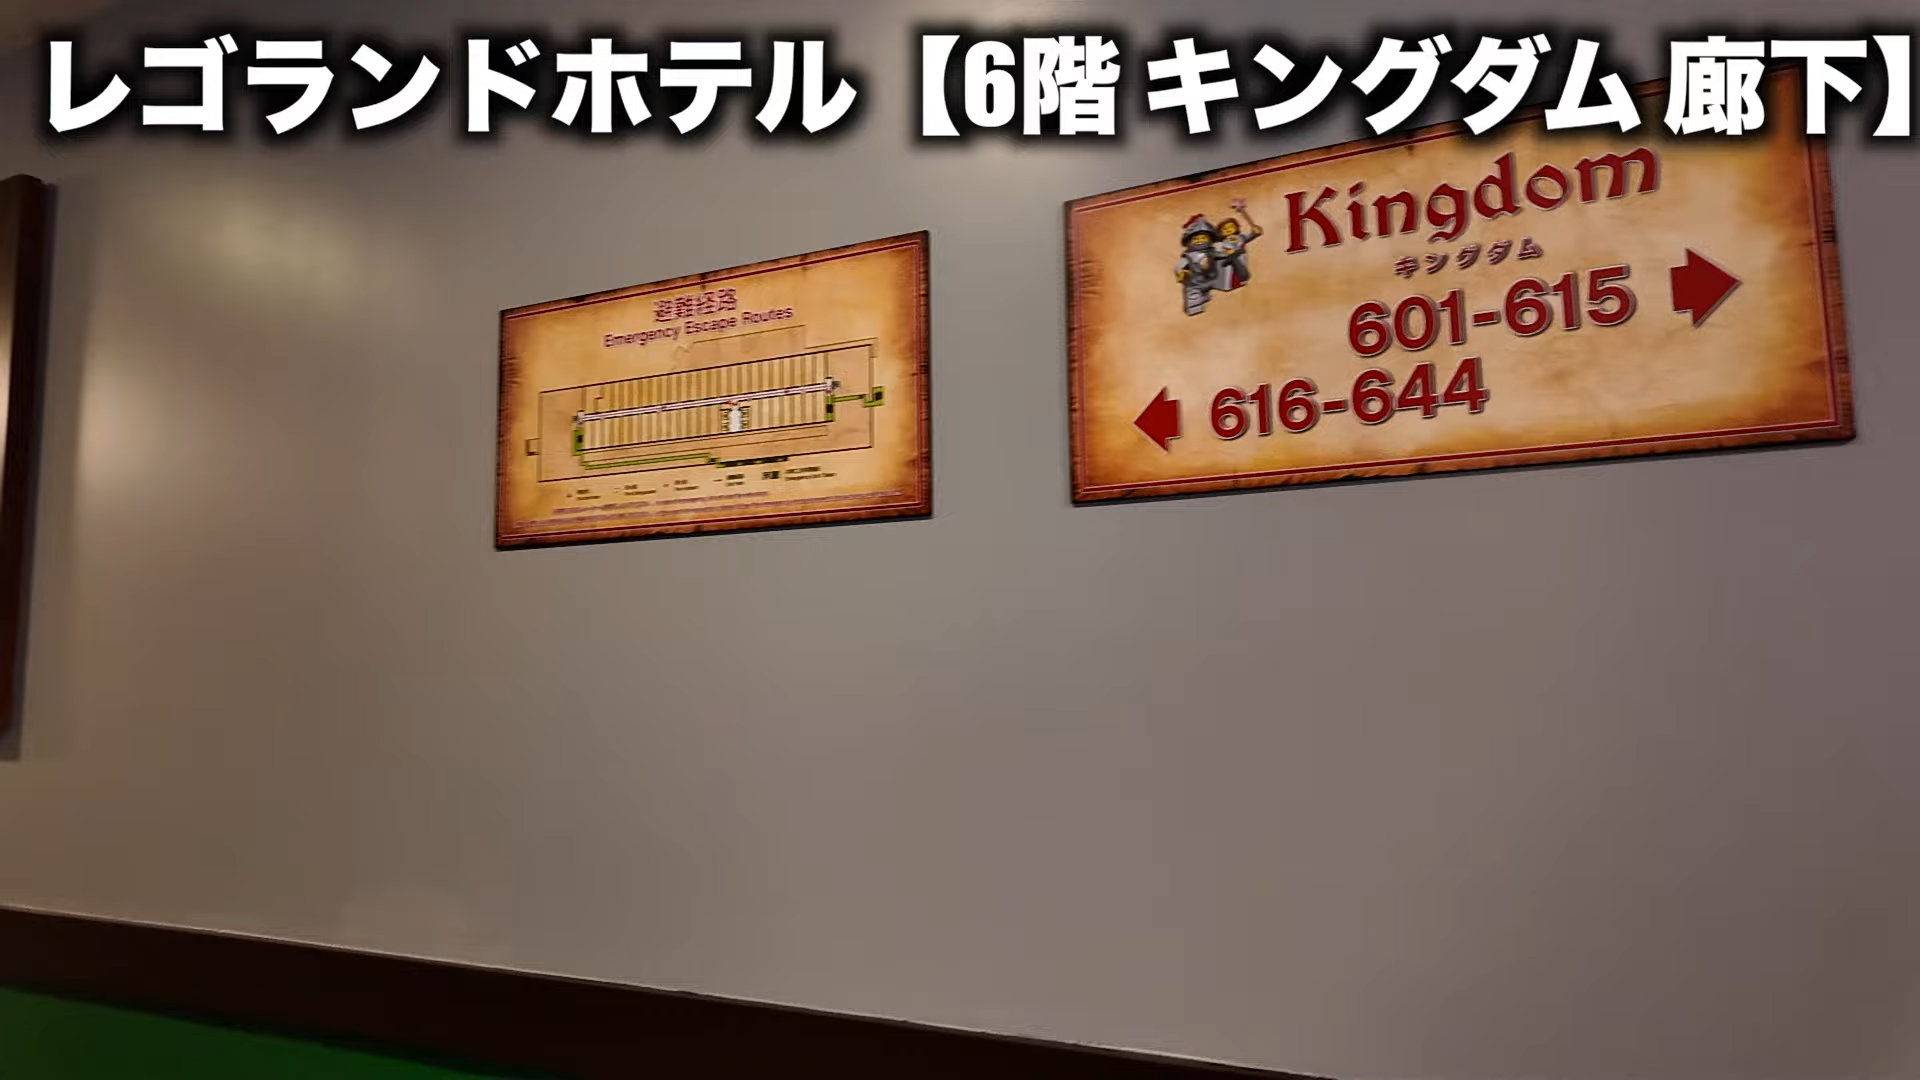 レゴランドホテル【6階 キングダム 廊下】
避難経路
Emergency Escape Routes
Kingdom
キングダム
601-615
616-644